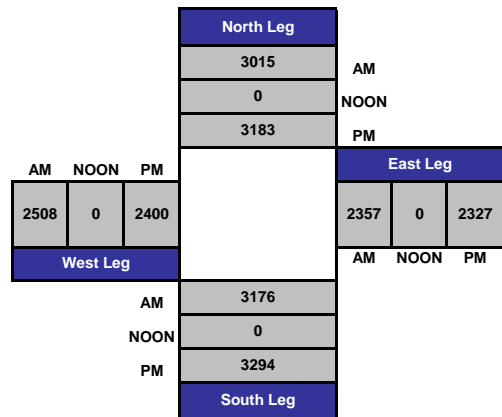 North Leg
3015 AM
0 NOON
3183 PM
AM NOON PM East Leg
2508 0 2400 2357 0 2327
West Leg AM NOON PM
AM 3176
NOON 0
PM 3294
South Leg